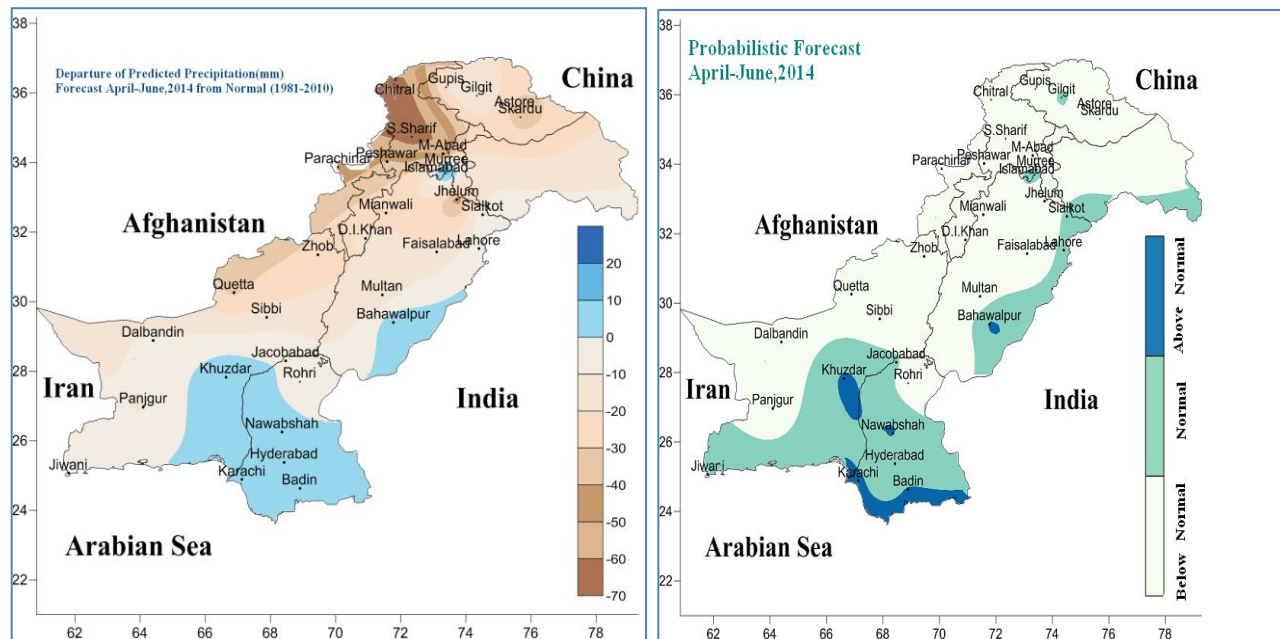 38
36
34
32
30
28
26
24
22
62
64
66
68
70
72
74
76
78
Departure of Predicted Precipitation(mm)
Forecast April-June,2014 from Normal (1981-2010)
China
Afghanistan
Iran
India
Arabian Sea
Gupis
Chitral
Gilgit
Astore
Skardu
S.Sharif
M-Abad
Peshawar
Murree
Parachinar
Islamabad
Jhelum
Mianwali
Sialkot
D.I.Khan
Zhob
Faisalabad
Lahore
Quetta
Multan
Sibbi
Bahawalpur
Dalbandin
Jacobabad
Khuzdar
Rohri
Panjgur
Nawabshah
Hyderabad
Jiwani
Karachi
Badin
20
10
0
-10
-20
-30
-40
-50
-60
-70
38
36
34
32
30
28
26
24
22
62
64
66
68
70
72
74
76
78
Probabilistic Forecast
April-June,2014
China
Afghanistan
Iran
India
Arabian Sea
Gupis
Chitral
Gilgit
Astore
Skardu
S.Sharif
M-Abad
Peshawar
Murree
Parachinar
Islamabad
Jhelum
Mianwali
Sialkot
D.I.Khan
Zhob
Faisalabad
Lahore
Quetta
Multan
Sibbi
Bahawalpur
Dalbandin
Jacobabad
Khuzdar
Rohri
Panjgur
Nawabshah
Hyderabad
Jiwani
Karachi
Badin
Above Normal
Normal
Below Normal